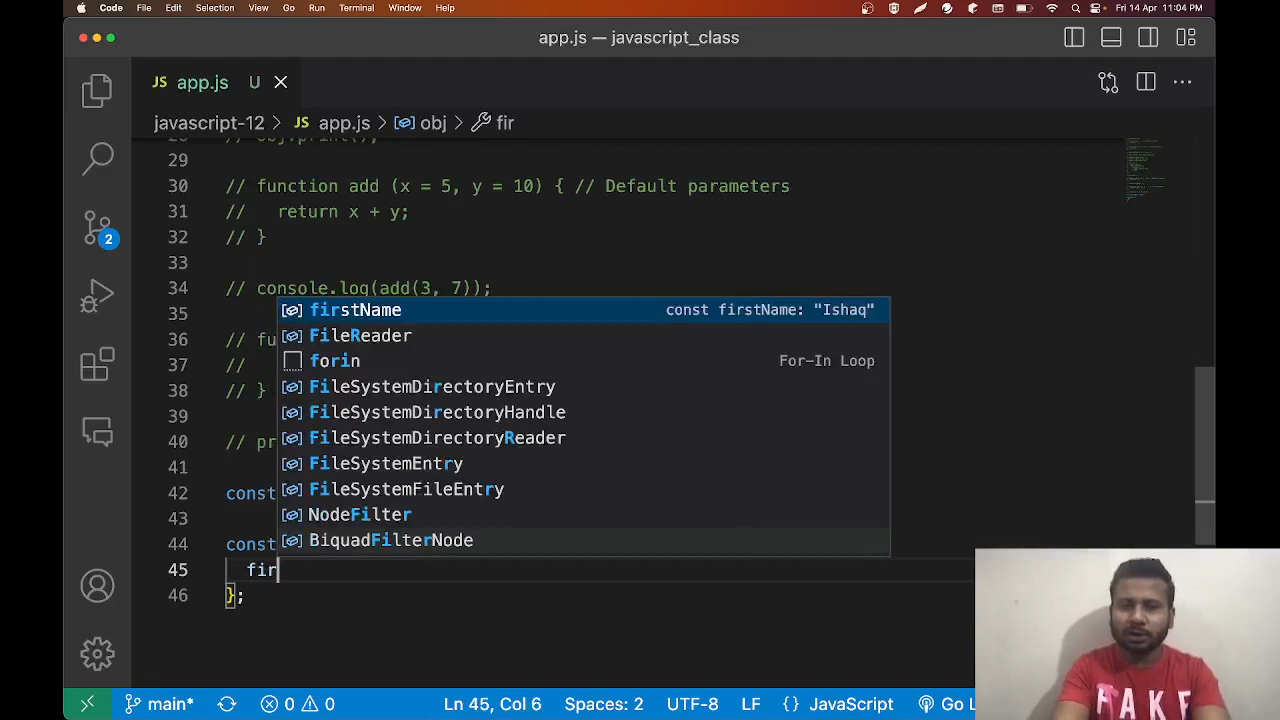 Code File Edit Selection View Go Run Terminal Window Help Fri 14 Apr 11:04 PM
app.js — javascript_class
JS app.js U
javascript-12 > JS app.js > obj > fir
28 // obj.print();
29
30 // function add (x = 5, y = 10) { // Default parameters
31 //   return x + y;
32 // }
33
34 // console.log(add(3, 7));
35
36 // fu
37 //
38 // }
39
40 // pr
41
42 const
43
44 const
45 fir
46 };
firstName const firstName: "Ishaq"
FileReader
forin For-In Loop
FileSystemDirectoryEntry
FileSystemDirectoryHandle
FileSystemDirectoryReader
FileSystemEntry
FileSystemFileEntry
NodeFilter
BiquadFilterNode
2
main* 0 0 Ln 45, Col 6 Spaces: 2 UTF-8 LF {} JavaScript Go L